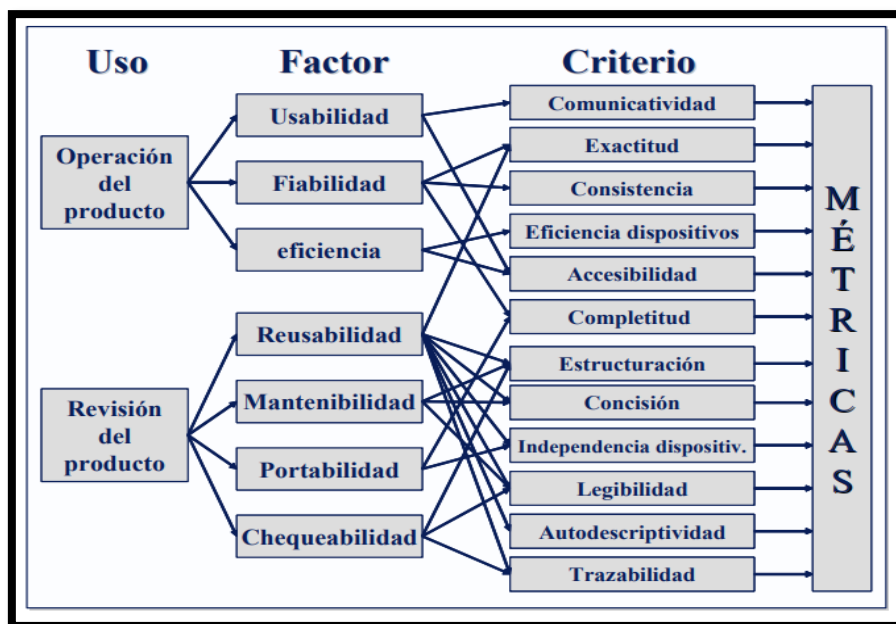 Uso
Factor
Criterio
Operación
del
producto
Revisión
del
producto
Usabilidad
Fiabilidad
eficiencia
Reusabilidad
Mantenibilidad
Portabilidad
Chequeabilidad
Comunicatividad
Exactitud
Consistencia
Eficiencia dispositivos
Accesibilidad
Completitud
Estructuración
Concisión
Independencia dispositiv.
Legibilidad
Autodescriptividad
Trazabilidad
MÉTRICAS